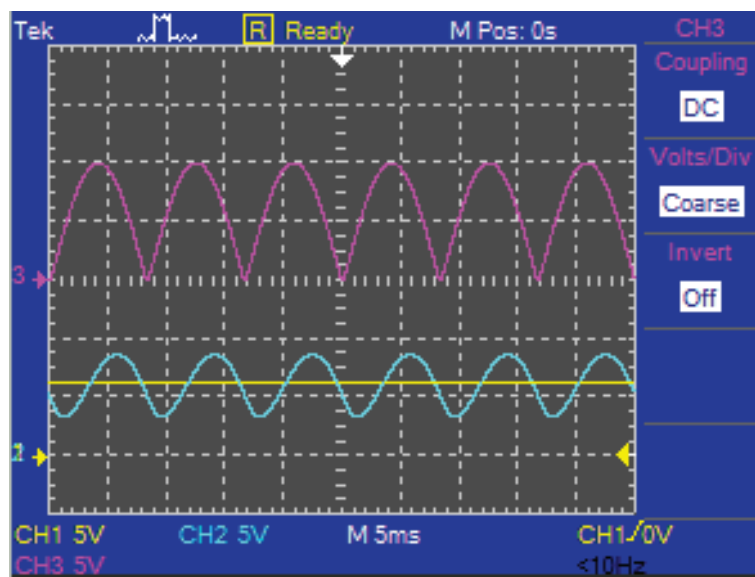 Tek R Ready M Pos: 0s CH3
Coupling
DC
Volts/Div
Coarse
Invert
Off
3
2
CH1 5V CH2 5V M 5ms CH1/0V
CH3 5V <10Hz